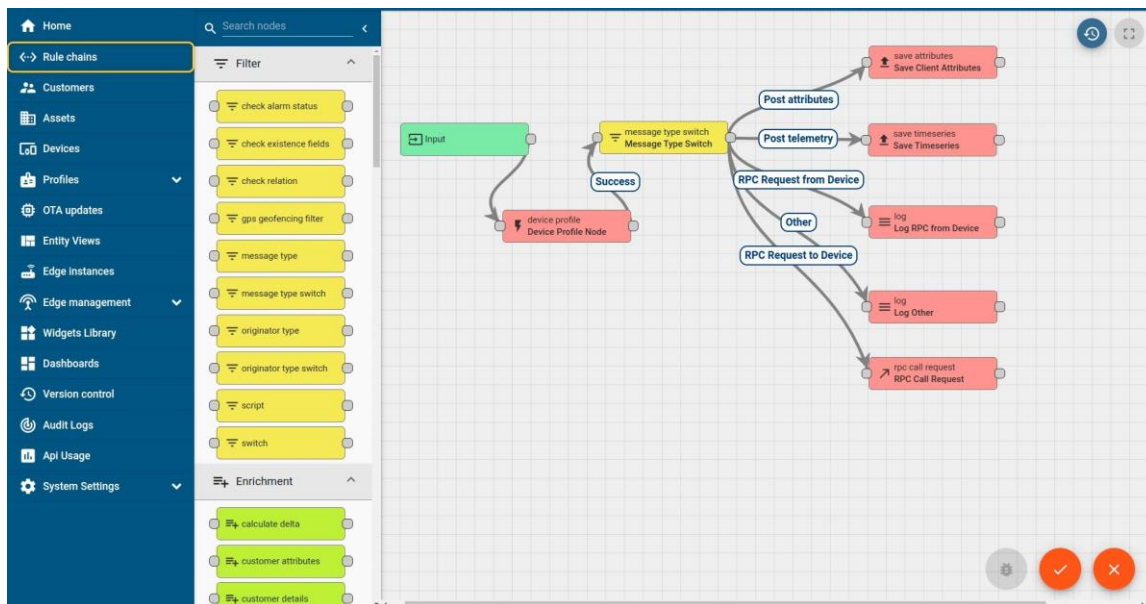 Home
Rule chains
Customers
Assets
Devices
Profiles
OTA updates
Entity Views
Edge instances
Edge management
Widgets Library
Dashboards
Version control
Audit Logs
Api Usage
System Settings
Search nodes
Filter
check alarm status
check existence fields
check relation
gps geofencing filter
message type
message type switch
originator type
originator type switch
script
switch
Enrichment
calculate delta
customer attributes
customer details
Input
device profile
Device Profile Node
Success
message type switch
Message Type Switch
Post attributes
Post telemetry
RPC Request from Device
Other
RPC Request to Device
save attributes
Save Client Attributes
save timeseries
Save Timeseries
log
Log RPC from Device
log
Log Other
rpc call request
RPC Call Request